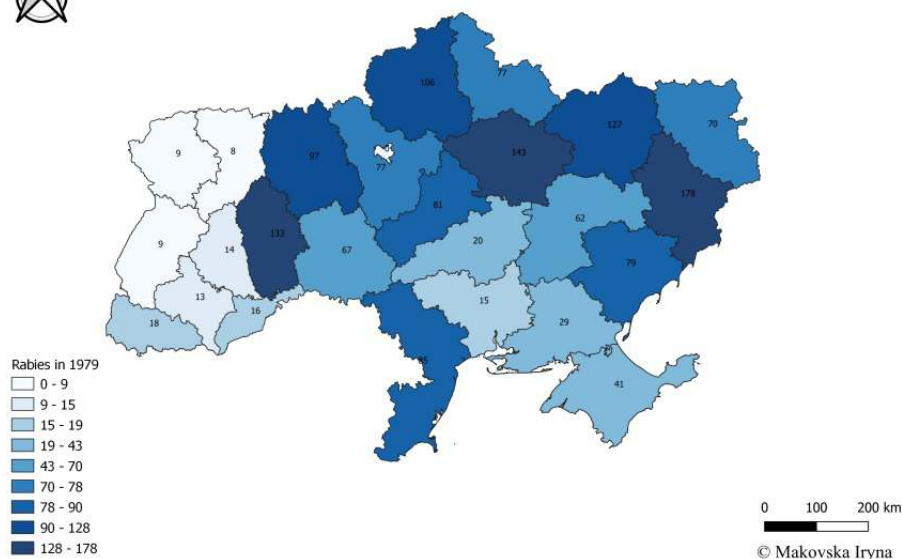 106
77
127
70
9
8
97
77
143
178
81
62
133
9
14
67
20
79
13
15
16
18
29
85
41
Rabies in 1979
0 - 9
9 - 15
15 - 19
19 - 43
43 - 70
70 - 78
78 - 90
90 - 128
128 - 178
0 100 200 km
© Makovska Iryna